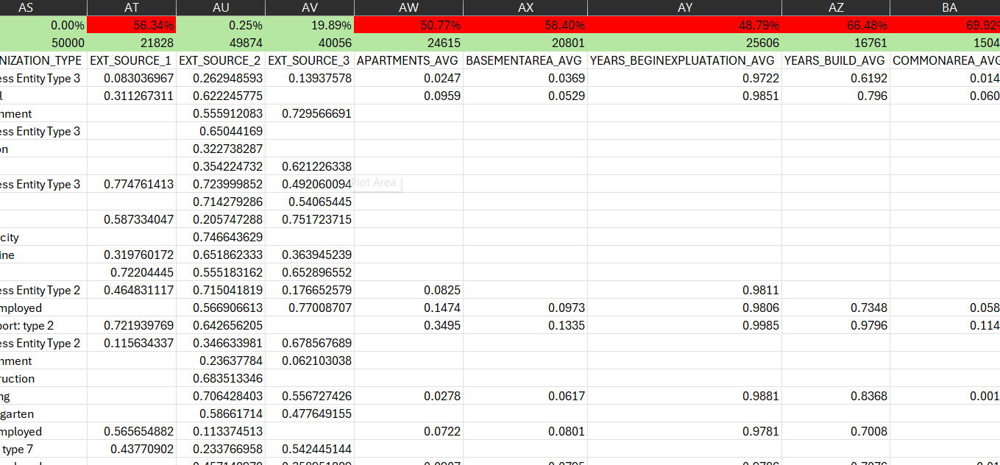 AS AT AU AV AW AX AY AZ BA
0.00% 56.34% 0.25% 19.89% 50.77% 58.40% 48.79% 66.48% 69.92%
50000 21828 49874 40056 24615 20801 25606 16761 1504
NIZATION_TYPE EXT_SOURCE_1 EXT_SOURCE_2 EXT_SOURCE_3 APARTMENTS_AVG BASEMENTAREA_AVG YEARS_BEGINEXPLUATATION_AVG YEARS_BUILD_AVG COMMONAREA_AVG
ess Entity Type 3 0.083036967 0.262948593 0.13937578 0.0247 0.0369 0.9722 0.6192 0.014
l 0.311267311 0.622245775 0.0959 0.0529 0.9851 0.796 0.060
nment 0.555912083 0.729566691
ess Entity Type 3 0.65044169
on 0.322738287
0.354224732 0.621226338
ess Entity Type 3 0.774761413 0.723999852 0.492060094 Plot Area
0.714279286 0.54065445
0.587334047 0.205747288 0.751723715
city 0.746643629
ine 0.319760172 0.651862333 0.363945239
0.72204445 0.555183162 0.652896552
ess Entity Type 2 0.464831117 0.715041819 0.176652579 0.0825 0.9811
mployed 0.566906613 0.77008707 0.1474 0.0973 0.9806 0.7348 0.058
port: type 2 0.721939769 0.642656205 0.3495 0.1335 0.9985 0.9796 0.114
ess Entity Type 2 0.115634337 0.346633981 0.678567689
nment 0.23637784 0.062103038
ruction 0.683513346
ng 0.706428403 0.556727426 0.0278 0.0617 0.9881 0.8368 0.001
garten 0.58661714 0.477649155
mployed 0.565654882 0.113374513 0.0722 0.0801 0.9781 0.7008
type 7 0.43770902 0.233766958 0.542445144